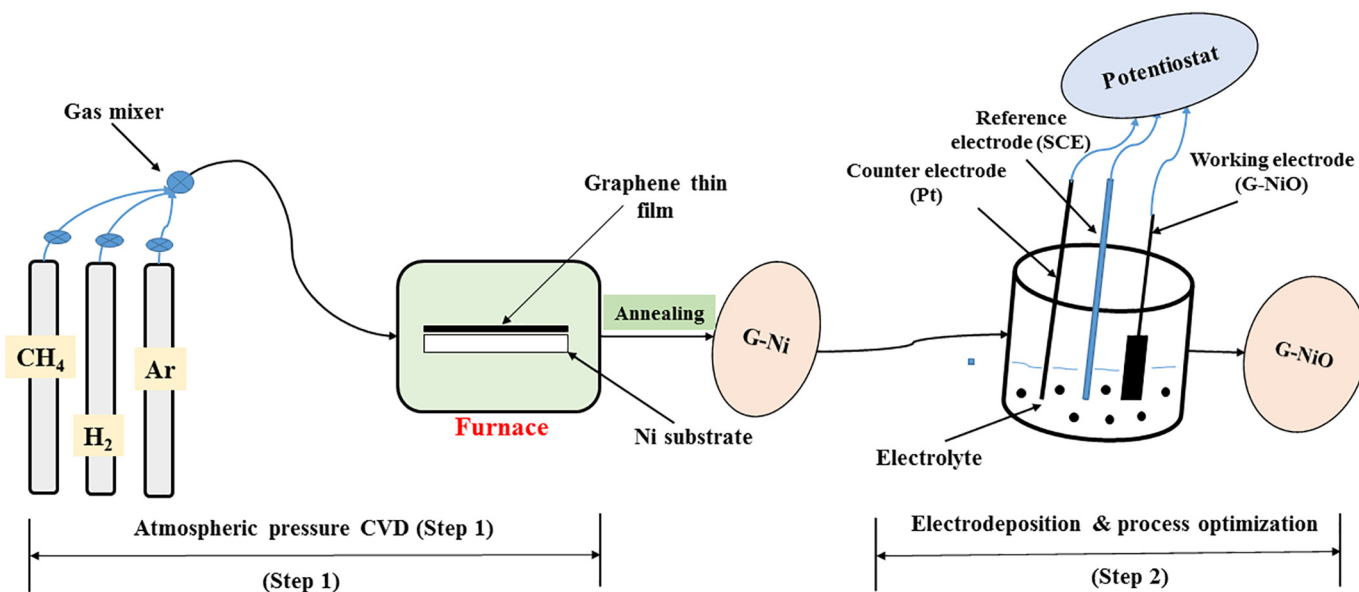 Gas mixer
CH₄
H₂
Ar
Graphene thin
film
Furnace
Ni substrate
Annealing
G-Ni
Potentiostat
Reference
electrode (SCE)
Counter electrode
(Pt)
Working electrode
(G-NiO)
Electrolyte
G-NiO
Atmospheric pressure CVD (Step 1)
(Step 1)
Electrodeposition & process optimization
(Step 2)